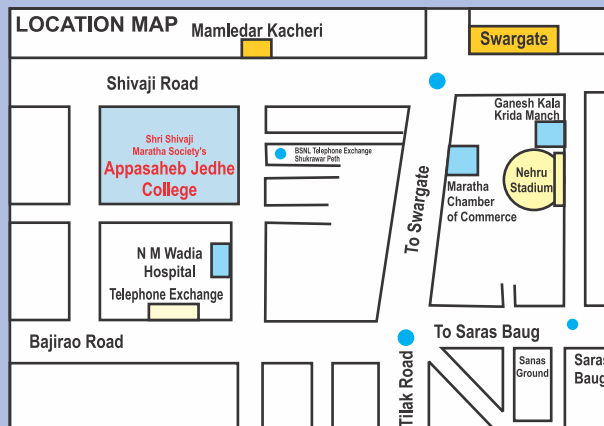 LOCATION MAP
Mamledar Kacheri
Swargate
Shivaji Road
Ganesh Kala
Krida Manch
Shri Shivaji
Maratha Society's
Appasaheb Jedhe
College
BSNL Telephone Exchange
Shukrawar Peth
Nehru
Stadium
Maratha
Chamber
of Commerce
To Swargate
N M Wadia
Hospital
Telephone Exchange
Bajirao Road
To Saras Baug
Tilak Road
Sanas
Ground
Saras
Baug